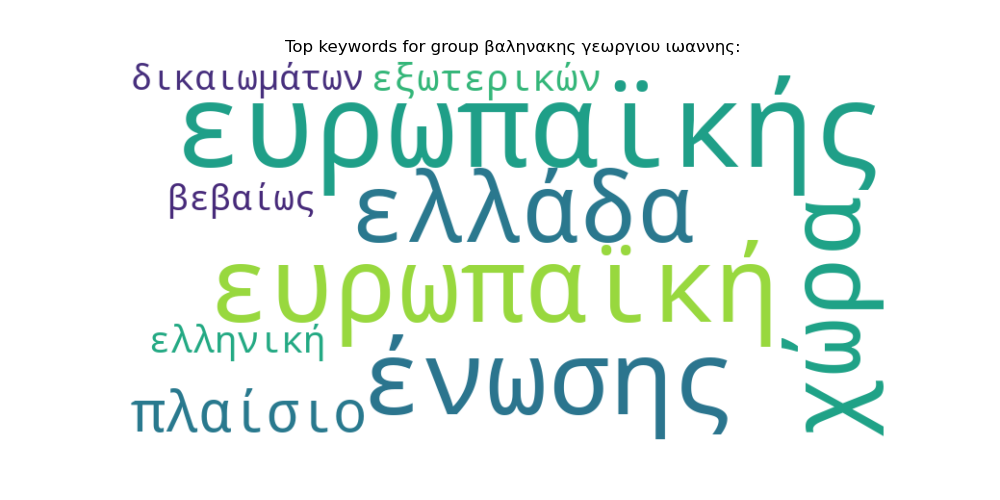 Top keywords for group βαληνακης γεωργιου ιωαννης:
δικαιωμάτων εξωτερικών
ευρωπαϊκής
βεβαίως ελλάδα
χώρα
ευρωπαϊκή
ελληνική
ένωσης
πλαίσιο